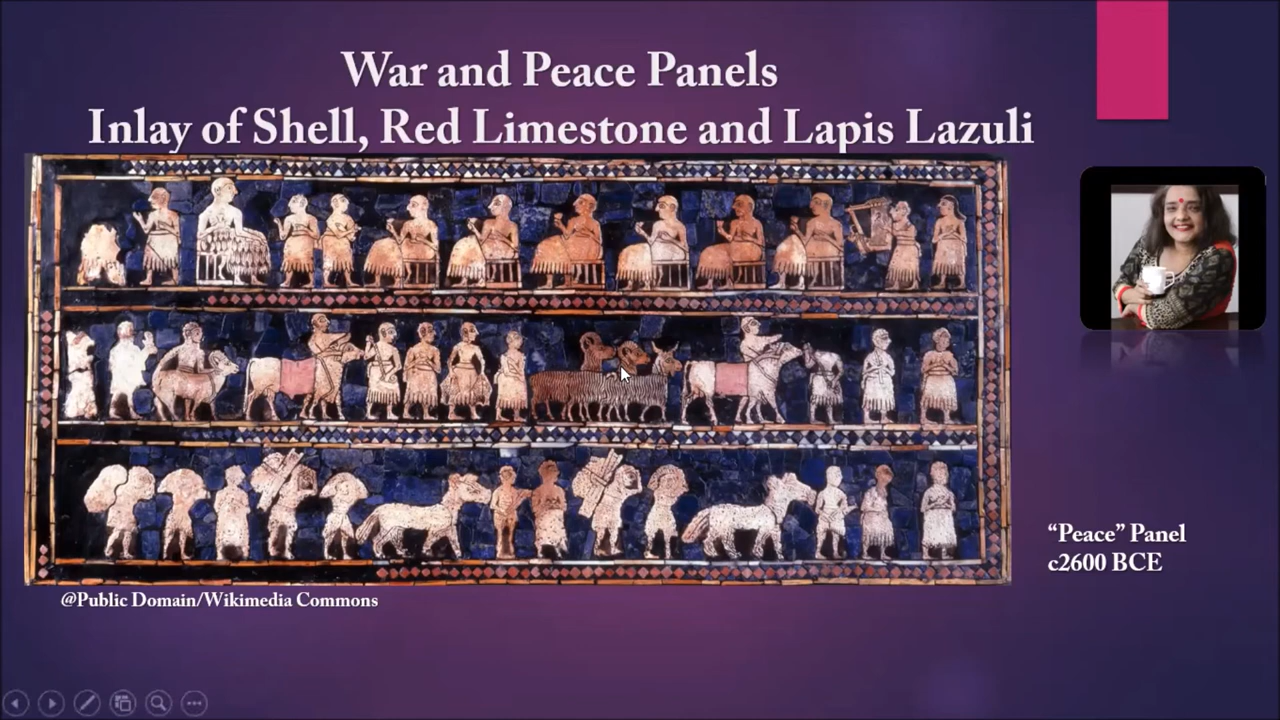 War and Peace Panels
Inlay of Shell, Red Limestone and Lapis Lazuli
“Peace” Panel
c2600 BCE
@Public Domain/Wikimedia Commons